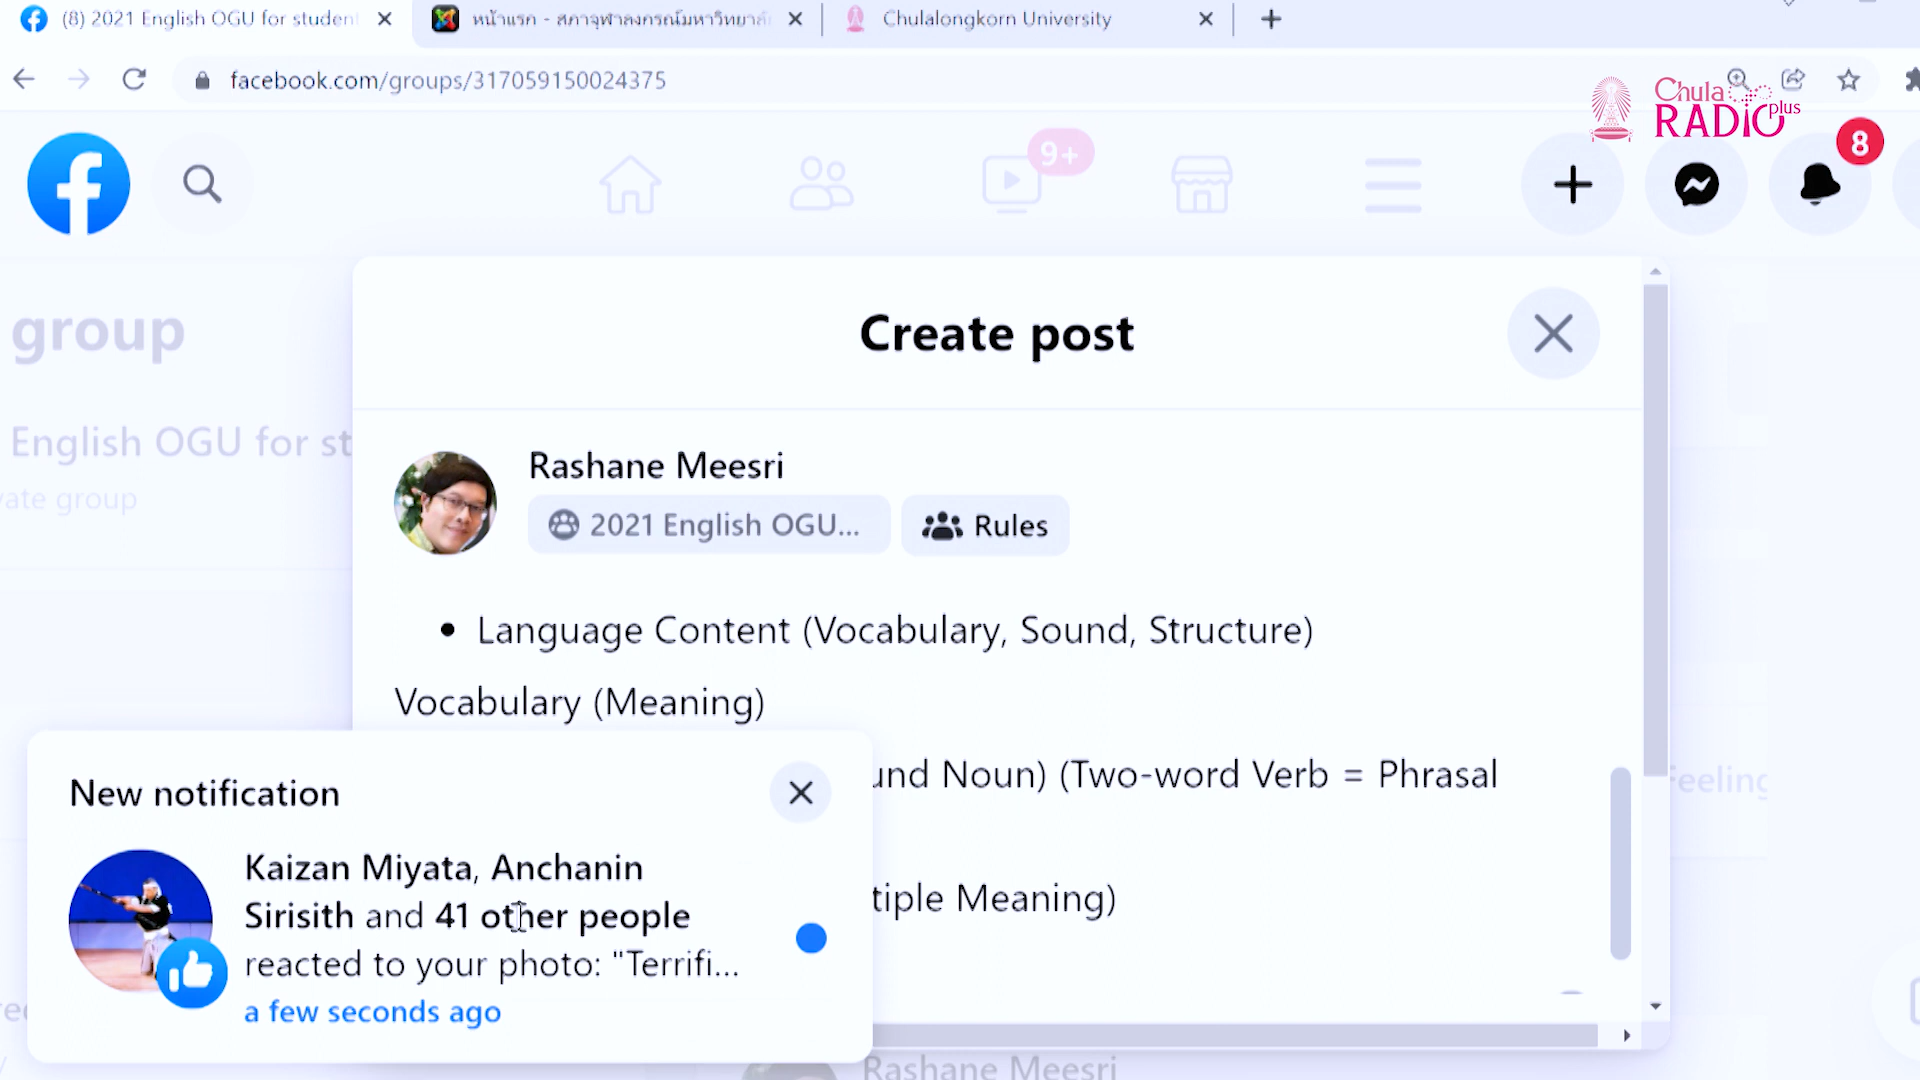 (8) 2021 English OGU for student
หน้าแรก - สภาจุฬาลงกรณ์มหาวิทยาลัย
Chulalongkorn University
facebook.com/groups/317059150024375
Chula
RADIO plus
9+
8
group
Create post
English OGU for st
vate group
Rashane Meesri
2021 English OGU...
Rules
Language Content (Vocabulary, Sound, Structure)
Vocabulary (Meaning)
und Noun) (Two-word Verb = Phrasal
Feeling
tiple Meaning)
New notification
Kaizan Miyata, Anchanin
Sirisith and 41 other people
reacted to your photo: "Terrifi...
a few seconds ago
Rashane Meesri